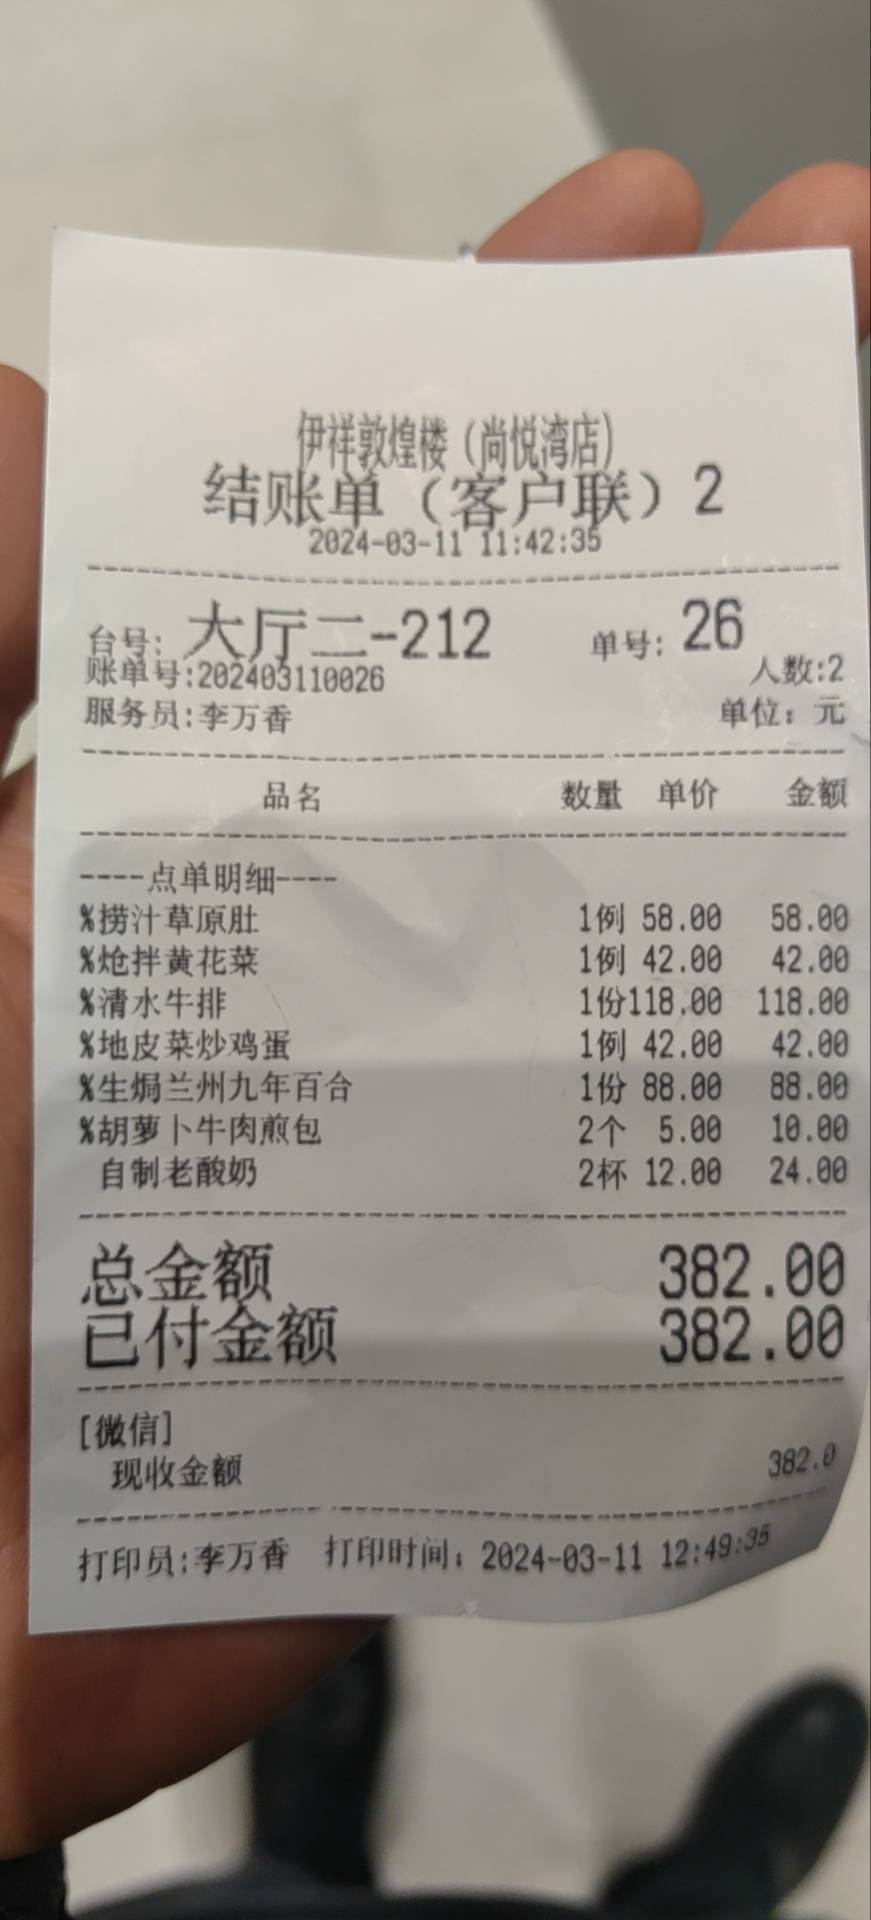 伊祥敦煌楼（尚悦湾店）
结账单（客户联）2
2024-03-11 11:42:35
台号: 大厅二-212 单号: 26
账单号:202403110026 人数:2
服务员:李万香 单位: 元
品名 数量 单价 金额
----点单明细----
%捞汁草原肚 1例 58.00 58.00
%炝拌黄花菜 1例 42.00 42.00
%清水牛排 1份118.00 118.00
%地皮菜炒鸡蛋 1例 42.00 42.00
%生焗兰州九年百合 1份 88.00 88.00
%胡萝卜牛肉煎包 2个 5.00 10.00
自制老酸奶 2杯 12.00 24.00
总金额 382.00
已付金额 382.00
[微信]
现收金额 382.0
打印员:李万香 打印时间: 2024-03-11 12:49:35